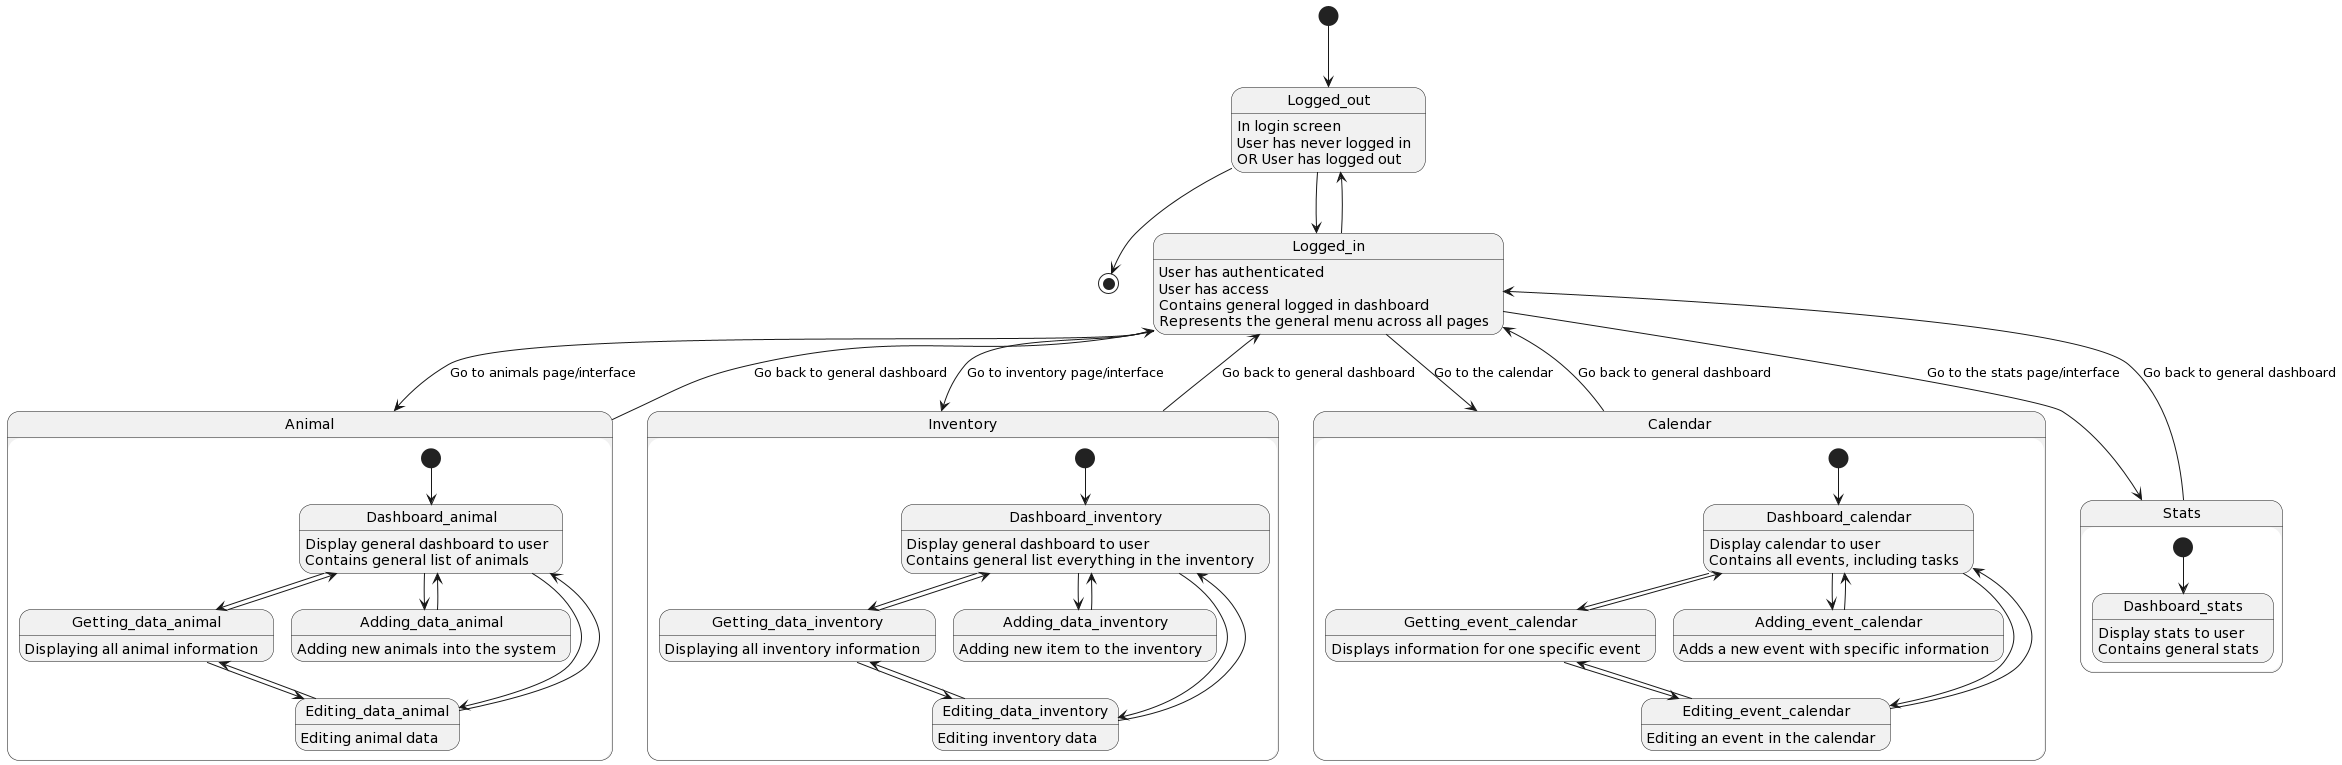 Logged_out
In login screen
User has never logged in
OR User has logged out
Logged_in
User has authenticated
User has access
Contains general logged in dashboard
Represents the general menu across all pages
Go to animals page/interface
Go back to general dashboard
Go to inventory page/interface
Go back to general dashboard
Go to the calendar
Go back to general dashboard
Go to the stats page/interface
Go back to general dashboard
Animal
Dashboard_animal
Display general dashboard to user
Contains general list of animals
Getting_data_animal
Displaying all animal information
Adding_data_animal
Adding new animals into the system
Editing_data_animal
Editing animal data
Inventory
Dashboard_inventory
Display general dashboard to user
Contains general list everything in the inventory
Getting_data_inventory
Displaying all inventory information
Adding_data_inventory
Adding new item to the inventory
Editing_data_inventory
Editing inventory data
Calendar
Dashboard_calendar
Display calendar to user
Contains all events, including tasks
Getting_event_calendar
Displays information for one specific event
Adding_event_calendar
Adds a new event with specific information
Editing_event_calendar
Editing an event in the calendar
Stats
Dashboard_stats
Display stats to user
Contains general stats